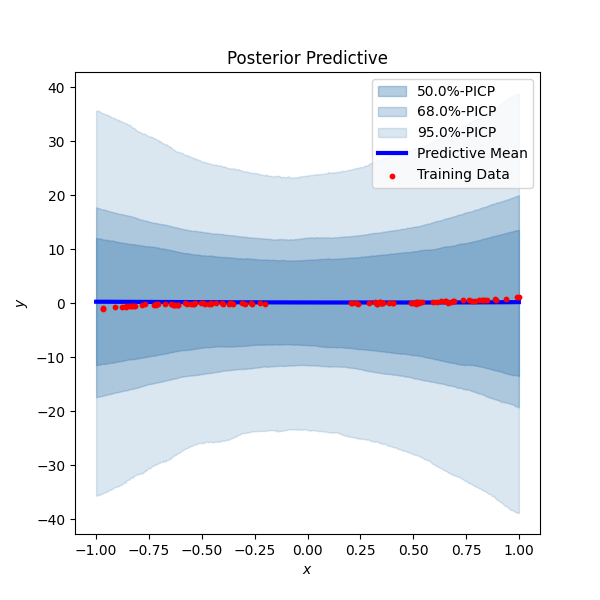 Posterior Predictive
50.0%-PICP
68.0%-PICP
95.0%-PICP
Predictive Mean
Training Data
40
30
20
10
0
−10
−20
−30
−40
y
−1.00 −0.75 −0.50 −0.25 0.00 0.25 0.50 0.75 1.00
x